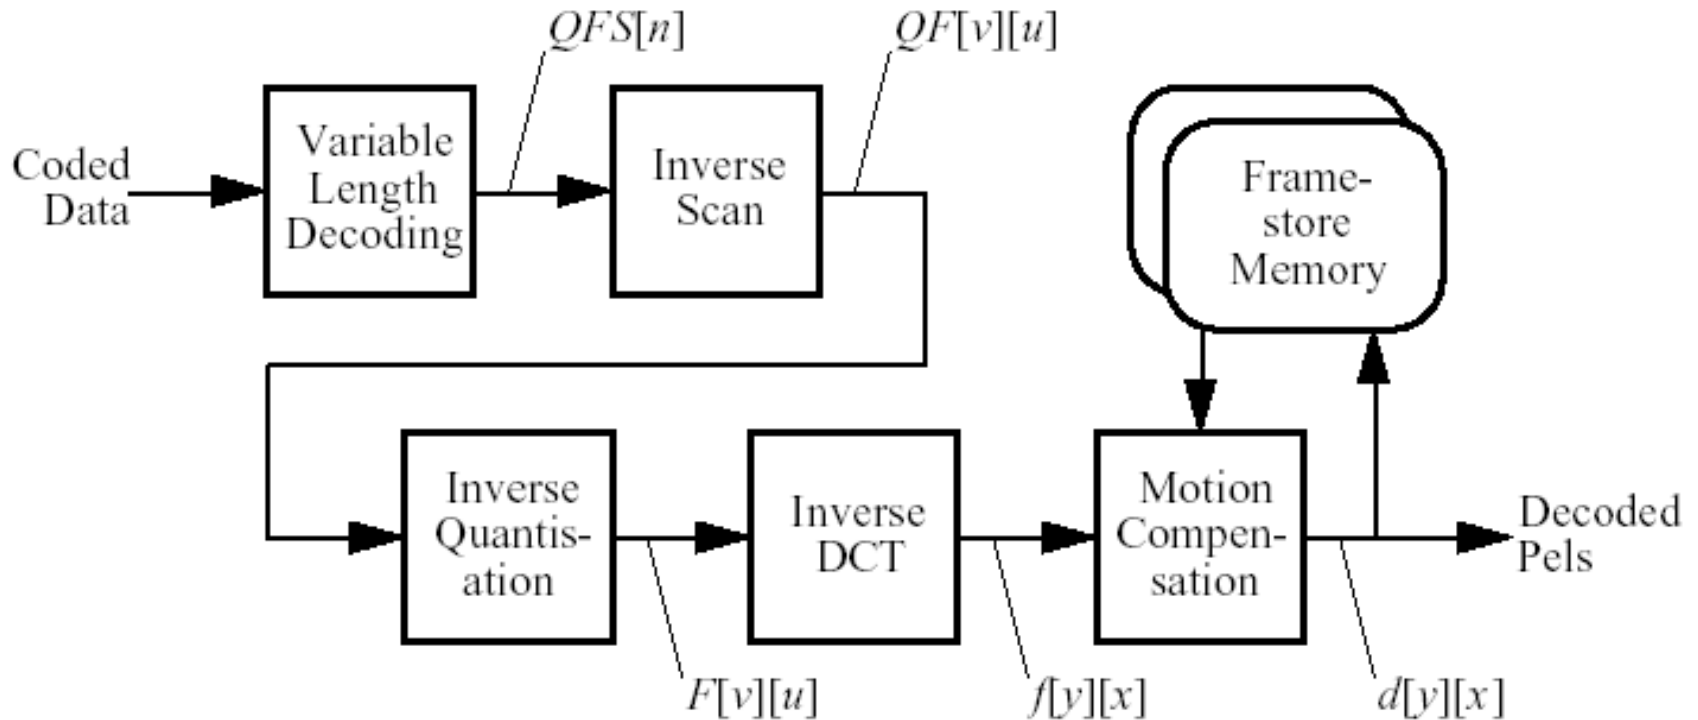 QFS[n]
QF[v][u]
Coded
Data
Variable
Length
Decoding
Inverse
Scan
Frame-
store
Memory
Inverse
Quantis-
ation
Inverse
DCT
Motion
Compen-
sation
Decoded
Pels
F[v][u]
f[y][x]
d[y][x]